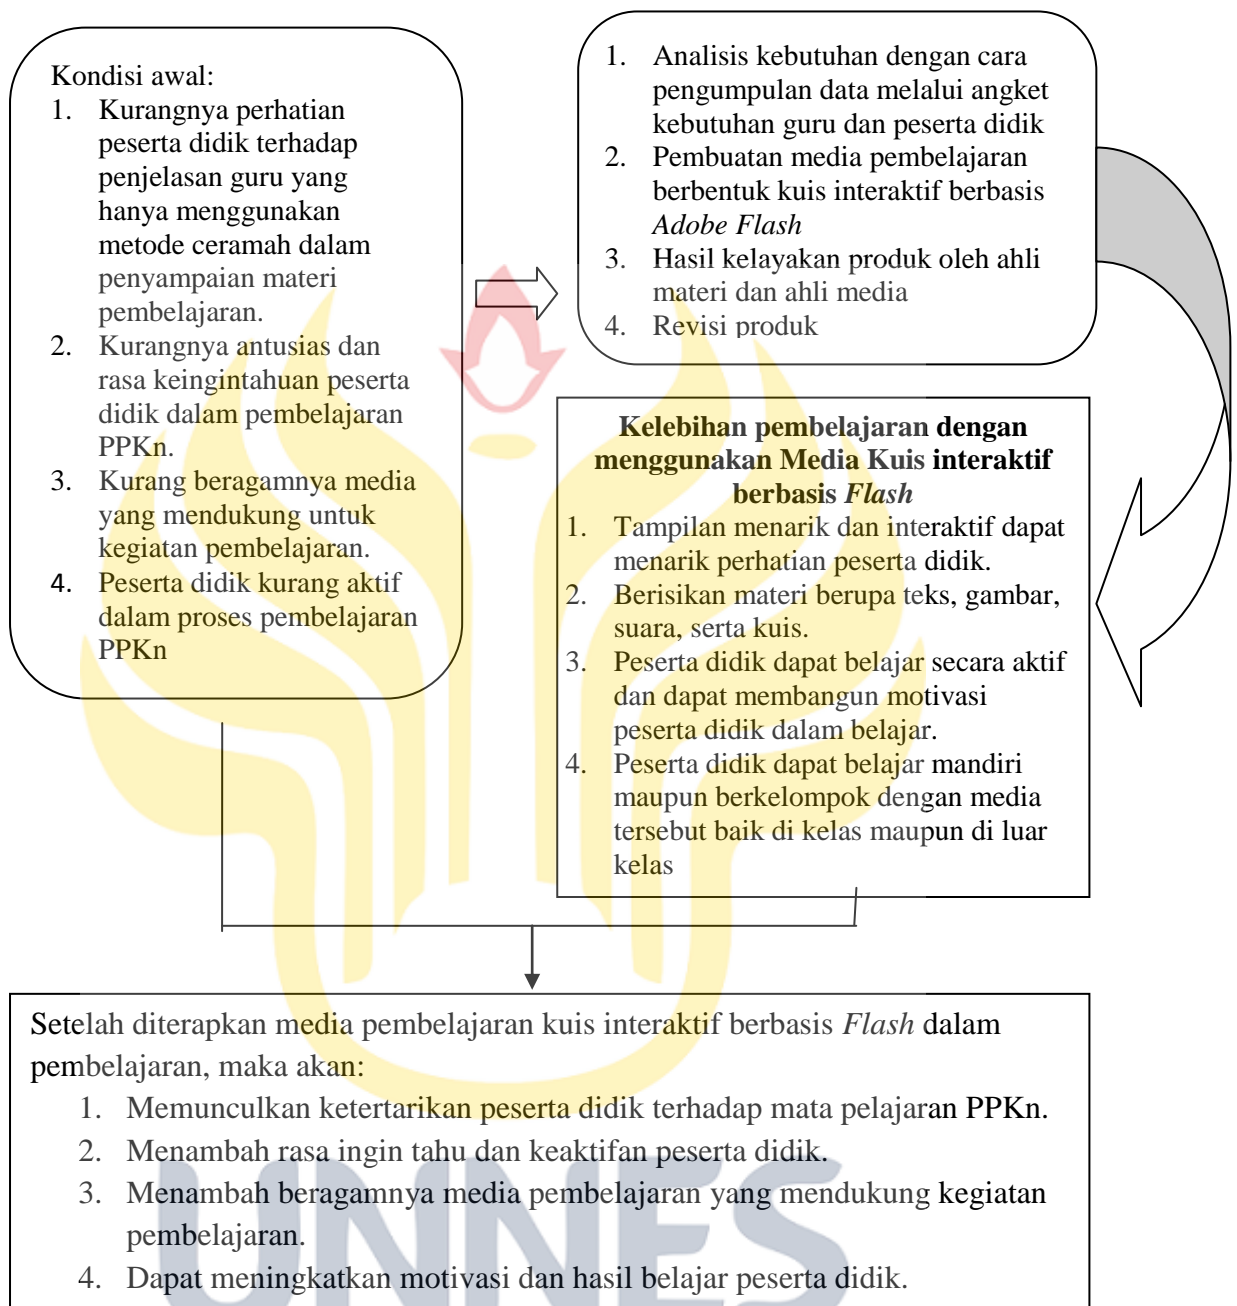 Kondisi awal:
1. Kurangnya perhatian
peserta didik terhadap
penjelasan guru yang
hanya menggunakan
metode ceramah dalam
penyampaian materi
pembelajaran.
2. Kurangnya antusias dan
rasa keingintahuan peserta
didik dalam pembelajaran
PPKn.
3. Kurang beragamnya media
yang mendukung untuk
kegiatan pembelajaran.
4. Peserta didik kurang aktif
dalam proses pembelajaran
PPKn
1. Analisis kebutuhan dengan cara
pengumpulan data melalui angket
kebutuhan guru dan peserta didik
2. Pembuatan media pembelajaran
berbentuk kuis interaktif berbasis
Adobe Flash
3. Hasil kelayakan produk oleh ahli
materi dan ahli media
4. Revisi produk
Kelebihan pembelajaran dengan
menggunakan Media Kuis interaktif
berbasis Flash
1. Tampilan menarik dan interaktif dapat
menarik perhatian peserta didik.
2. Berisikan materi berupa teks, gambar,
suara, serta kuis.
3. Peserta didik dapat belajar secara aktif
dan dapat membangun motivasi
peserta didik dalam belajar.
4. Peserta didik dapat belajar mandiri
maupun berkelompok dengan media
tersebut baik di kelas maupun di luar
kelas
Setelah diterapkan media pembelajaran kuis interaktif berbasis Flash dalam
pembelajaran, maka akan:
1. Memunculkan ketertarikan peserta didik terhadap mata pelajaran PPKn.
2. Menambah rasa ingin tahu dan keaktifan peserta didik.
3. Menambah beragamnya media pembelajaran yang mendukung kegiatan
pembelajaran.
4. Dapat meningkatkan motivasi dan hasil belajar peserta didik.
UNNES